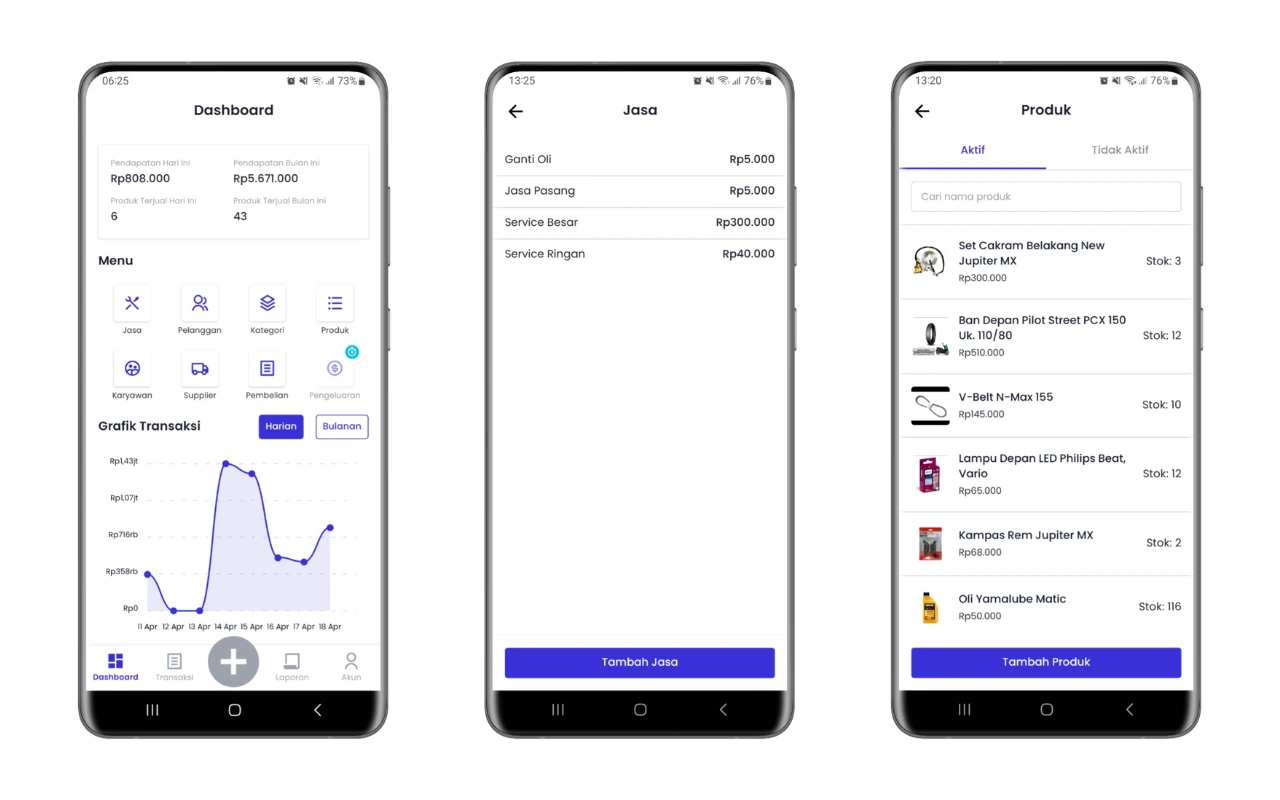 06:25
73%
Dashboard
Pendapatan Hari Ini
Pendapatan Bulan Ini
Rp808.000
Rp5.671.000
Produk Terjual Hari Ini
Produk Terjual Bulan Ini
6
43
Menu
Jasa
Pelanggan
Kategori
Produk
Karyawan
Supplier
Pembelian
Pengeluaran
Grafik Transaksi
Harian
Bulanan
Rp1,43jt
Rp1,07jt
Rp716rb
Rp358rb
Rp0
11 Apr 12 Apr 13 Apr 14 Apr 15 Apr 16 Apr 17 Apr 18 Apr
Dashboard
Transaksi
Laporan
Akun
13:25
76%
Jasa
Ganti Oli
Rp5.000
Jasa Pasang
Rp5.000
Service Besar
Rp300.000
Service Ringan
Rp40.000
Tambah Jasa
13:20
76%
Produk
Aktif
Tidak Aktif
Cari nama produk
Set Cakram Belakang New
Jupiter MX
Rp300.000
Stok: 3
Ban Depan Pilot Street PCX 150
Uk. 110/80
Rp510.000
Stok: 12
V-Belt N-Max 155
Rp145.000
Stok: 10
Lampu Depan LED Philips Beat,
Vario
Rp65.000
Stok: 12
Kampas Rem Jupiter MX
Rp68.000
Stok: 2
Oli Yamalube Matic
Rp50.000
Stok: 116
Tambah Produk